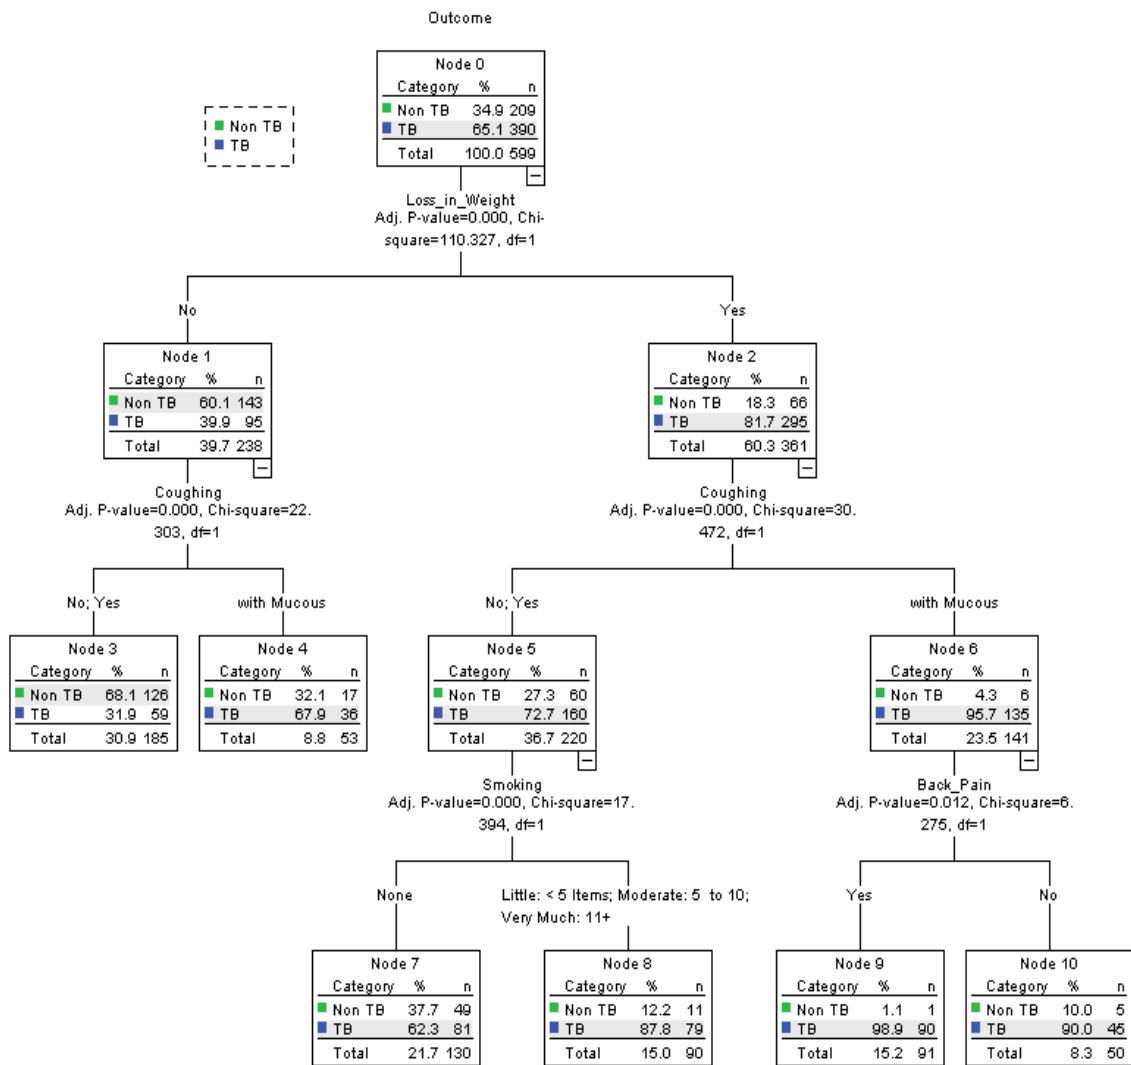 Outcome
Non TB
TB
Node 0
Category % n
Non TB 34.9 209
TB 65.1 390
Total 100.0 599
Loss_in_Weight
Adj. P-value=0.000, Chi-
square=110.327, df=1
No
Yes
Node 1
Category % n
Non TB 60.1 143
TB 39.9 95
Total 39.7 238
Node 2
Category % n
Non TB 18.3 66
TB 81.7 295
Total 60.3 361
Coughing
Adj. P-value=0.000, Chi-square=22.
303, df=1
Coughing
Adj. P-value=0.000, Chi-square=30.
472, df=1
No; Yes
with Mucous
No; Yes
with Mucous
Node 3
Category % n
Non TB 68.1 126
TB 31.9 59
Total 30.9 185
Node 4
Category % n
Non TB 32.1 17
TB 67.9 36
Total 8.8 53
Node 5
Category % n
Non TB 27.3 60
TB 72.7 160
Total 36.7 220
Node 6
Category % n
Non TB 4.3 6
TB 95.7 135
Total 23.5 141
Smoking
Adj. P-value=0.000, Chi-square=17.
394, df=1
Back_Pain
Adj. P-value=0.012, Chi-square=6.
275, df=1
None
Little: < 5 Items; Moderate: 5 to 10;
Very Much: 11+
Yes
No
Node 7
Category % n
Non TB 37.7 49
TB 62.3 81
Total 21.7 130
Node 8
Category % n
Non TB 12.2 11
TB 87.8 79
Total 15.0 90
Node 9
Category % n
Non TB 1.1 1
TB 98.9 90
Total 15.2 91
Node 10
Category % n
Non TB 10.0 5
TB 90.0 45
Total 8.3 50